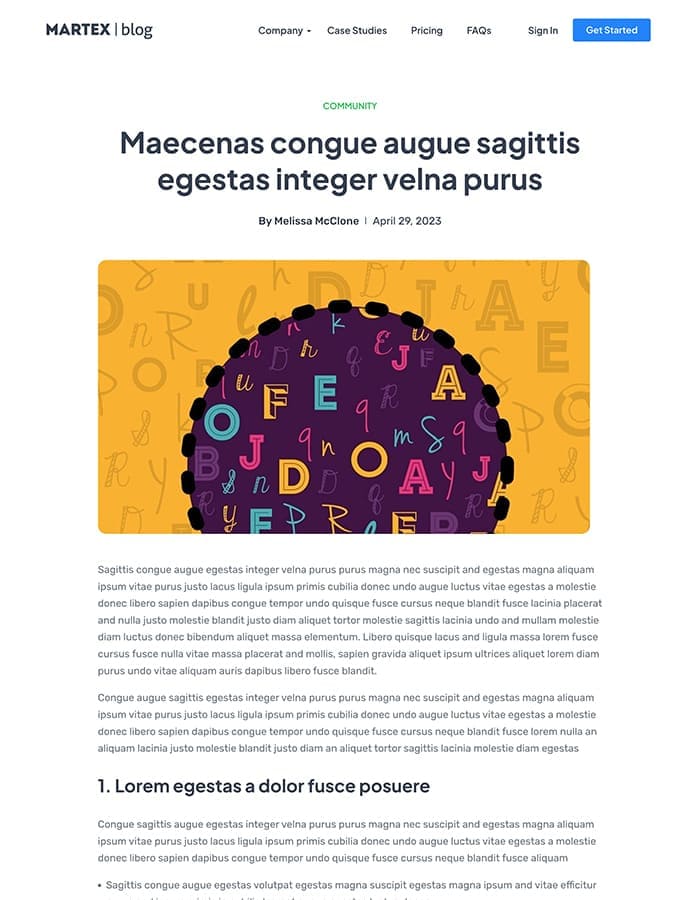 MARTEX | blog
Company Case Studies Pricing FAQs Sign In Get Started
COMMUNITY
Maecenas congue augue sagittis
egestas integer velna purus
By Melissa McClone | April 29, 2023
Sagittis congue augue egestas integer velna purus purus magna nec suscipit and egestas magna aliquam
ipsum vitae purus justo lacus ligula ipsum primis cubilia donec undo augue luctus vitae egestas a molestie
donec libero sapien dapibus congue tempor undo quisque fusce cursus neque blandit fusce lacinia placerat
and nulla justo molestie blandit justo diam aliquet tortor molestie sagittis lacinia undo and mullam molestie
diam luctus donec bibendum aliquet massa elementum. Libero quisque lacus and ligula massa lorem fusce
cursus fusce nulla vitae massa placerat and mollis, sapien gravida aliquet ipsum ultrices aliquet lorem diam
purus undo vitae aliquam auris dapibus libero fusce blandit.
Congue augue sagittis egestas integer velna purus purus magna nec suscipit and egestas magna aliquam
ipsum vitae purus justo lacus ligula ipsum primis cubilia donec undo augue luctus vitae egestas a molestie
donec libero sapien dapibus congue tempor undo quisque fusce cursus neque blandit fusce lorem nulla an
aliquam lacinia justo molestie blandit justo diam an aliquet tortor sagittis lacinia molestie diam egestas
1. Lorem egestas a dolor fusce posuere
Congue sagittis augue egestas integer velna purus purus magna nec suscipit and egestas magna aliquam
ipsum vitae purus justo lacus ligula ipsum primis cubilia donec undo augue luctus vitae egestas a molestie
donec libero sapien dapibus congue tempor undo quisque fusce cursus neque blandit fusce aliquam
• Sagittis congue augue egestas volutpat egestas magna suscipit egestas magna ipsum and vitae efficitur